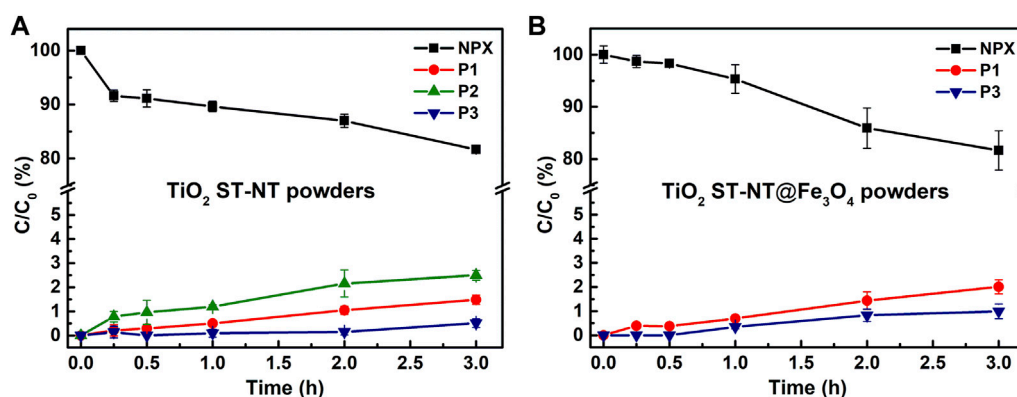 A
NPX
P1
P2
P3
TiO₂ ST-NT powders
C/C₀ (%)
100
90
80
5
4
3
2
1
0
0.0 0.5 1.0 1.5 2.0 2.5 3.0
Time (h)
B
NPX
P1
P3
TiO₂ ST-NT@Fe₃O₄ powders
C/C₀ (%)
100
90
80
5
4
3
2
1
0
0.0 0.5 1.0 1.5 2.0 2.5 3.0
Time (h)